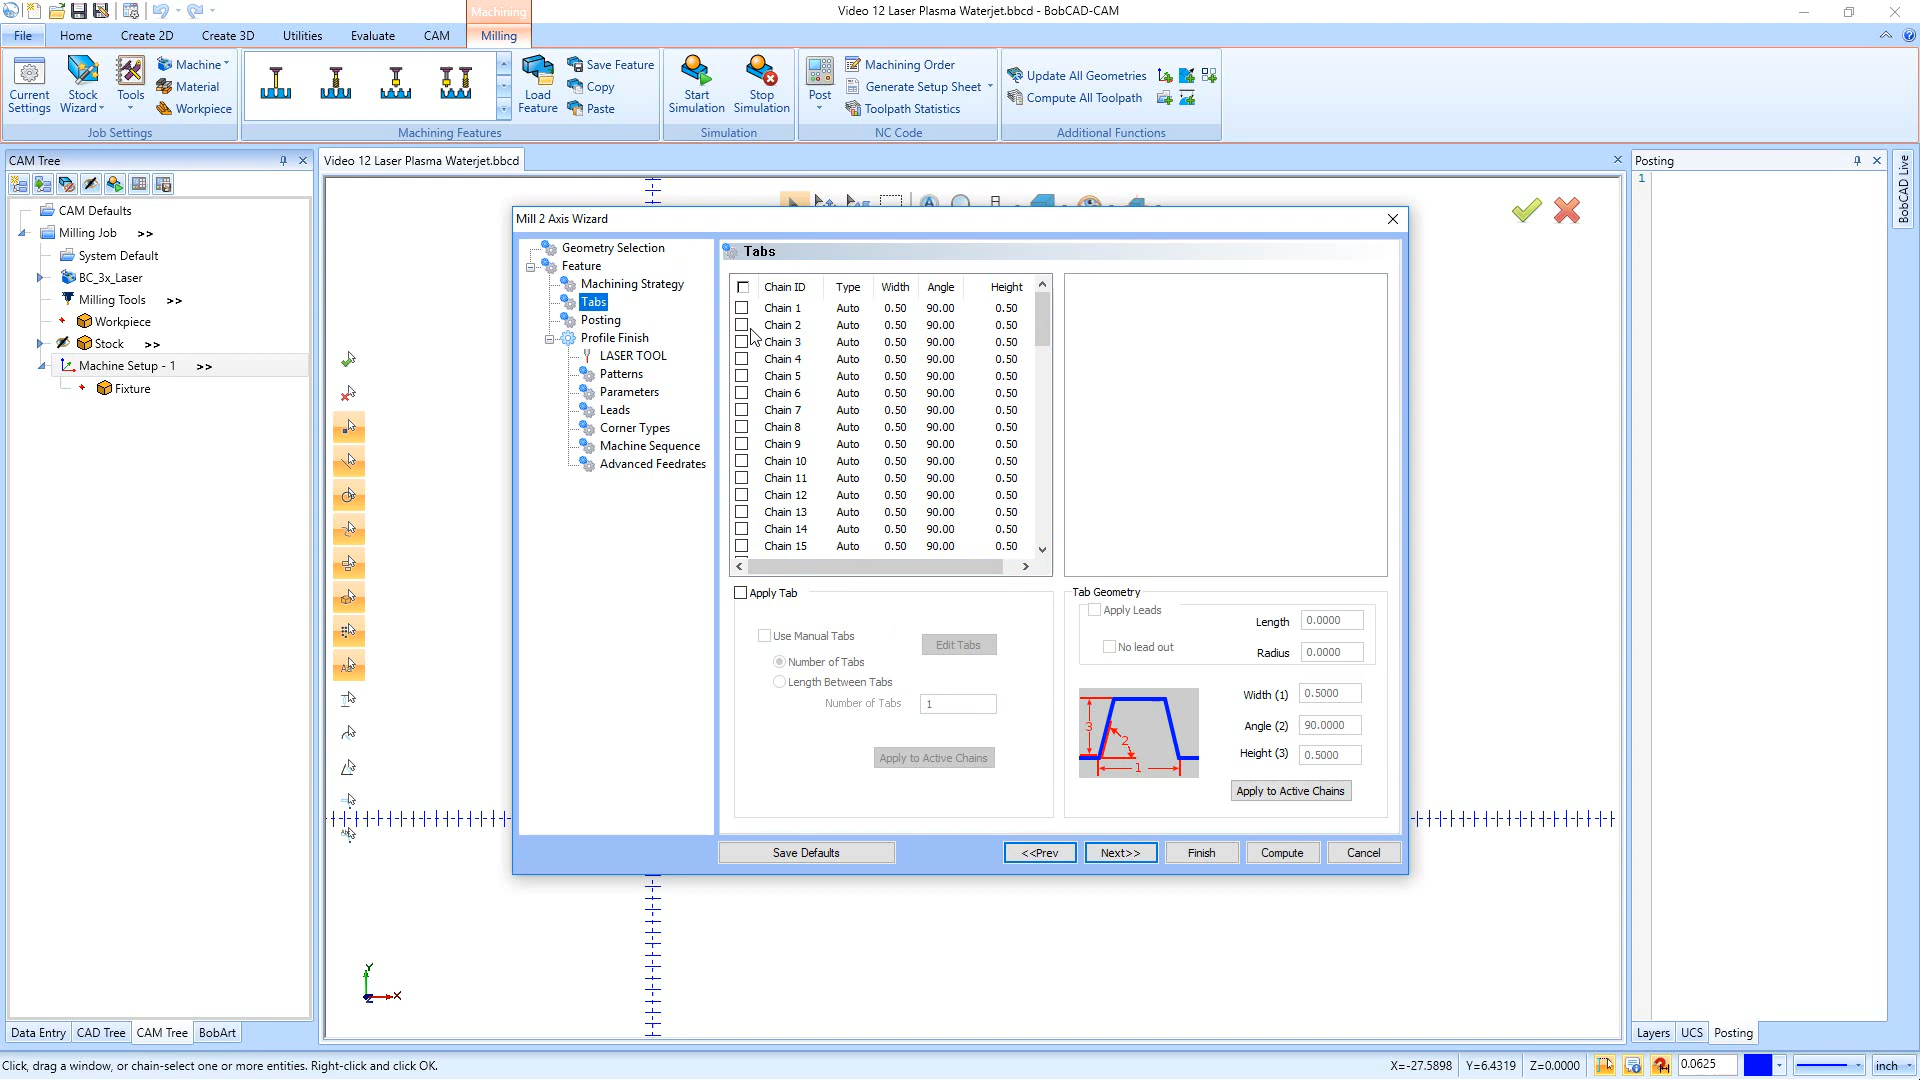 Video 12 Laser Plasma Waterjet.bbcd - BobCAD-CAM
Machining
File Home Create 2D Create 3D Utilities Evaluate CAM Milling
Current Settings
Stock Wizard
Tools
Machine
Material
Workpiece
Job Settings
Load Feature
Save Feature
Copy
Paste
Machining Features
Start Simulation
Stop Simulation
Simulation
Post
Machining Order
Generate Setup Sheet
Toolpath Statistics
NC Code
Update All Geometries
Compute All Toolpath
Additional Functions
CAM Tree
Video 12 Laser Plasma Waterjet.bbcd
Posting
BobCAD Live
1
CAM Defaults
Milling Job >>
System Default
BC_3x_Laser
Milling Tools >>
Workpiece
Stock >>
Machine Setup - 1 >>
Fixture
Mill 2 Axis Wizard
Geometry Selection
Feature
Machining Strategy
Tabs
Posting
Profile Finish
LASER TOOL
Patterns
Parameters
Leads
Corner Types
Machine Sequence
Advanced Feedrates
Tabs
Chain ID Type Width Angle Height
Chain 1 Auto 0.50 90.00 0.50
Chain 2 Auto 0.50 90.00 0.50
Chain 3 Auto 0.50 90.00 0.50
Chain 4 Auto 0.50 90.00 0.50
Chain 5 Auto 0.50 90.00 0.50
Chain 6 Auto 0.50 90.00 0.50
Chain 7 Auto 0.50 90.00 0.50
Chain 8 Auto 0.50 90.00 0.50
Chain 9 Auto 0.50 90.00 0.50
Chain 10 Auto 0.50 90.00 0.50
Chain 11 Auto 0.50 90.00 0.50
Chain 12 Auto 0.50 90.00 0.50
Chain 13 Auto 0.50 90.00 0.50
Chain 14 Auto 0.50 90.00 0.50
Chain 15 Auto 0.50 90.00 0.50
Apply Tab
Use Manual Tabs
Edit Tabs
Number of Tabs
Length Between Tabs
Number of Tabs 1
Apply to Active Chains
Tab Geometry
Apply Leads
No lead out
Length 0.0000
Radius 0.0000
3
2
1
Width (1) 0.5000
Angle (2) 90.0000
Height (3) 0.5000
Apply to Active Chains
Save Defaults
<<Prev
Next>>
Finish
Compute
Cancel
Y
X
Z
Data Entry CAD Tree CAM Tree BobArt
Layers UCS Posting
Click, drag a window, or chain-select one or more entities. Right-click and click OK.
X=-27.5898 Y=6.4319 Z=0.0000
0.0625
inch